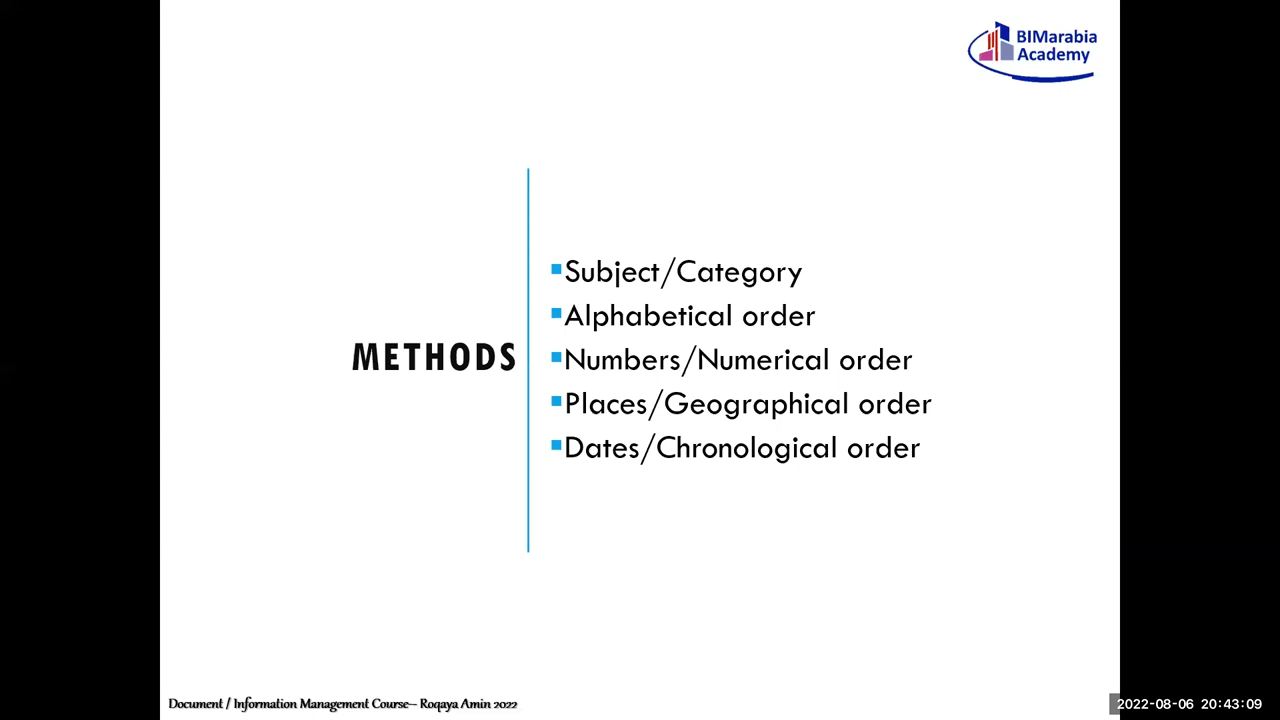 BIMarabia
Academy
METHODS
Subject/Category
Alphabetical order
Numbers/Numerical order
Places/Geographical order
Dates/Chronological order
Document / Information Management Course– Roqaya Amin 2022
2022-08-06 20:43:09